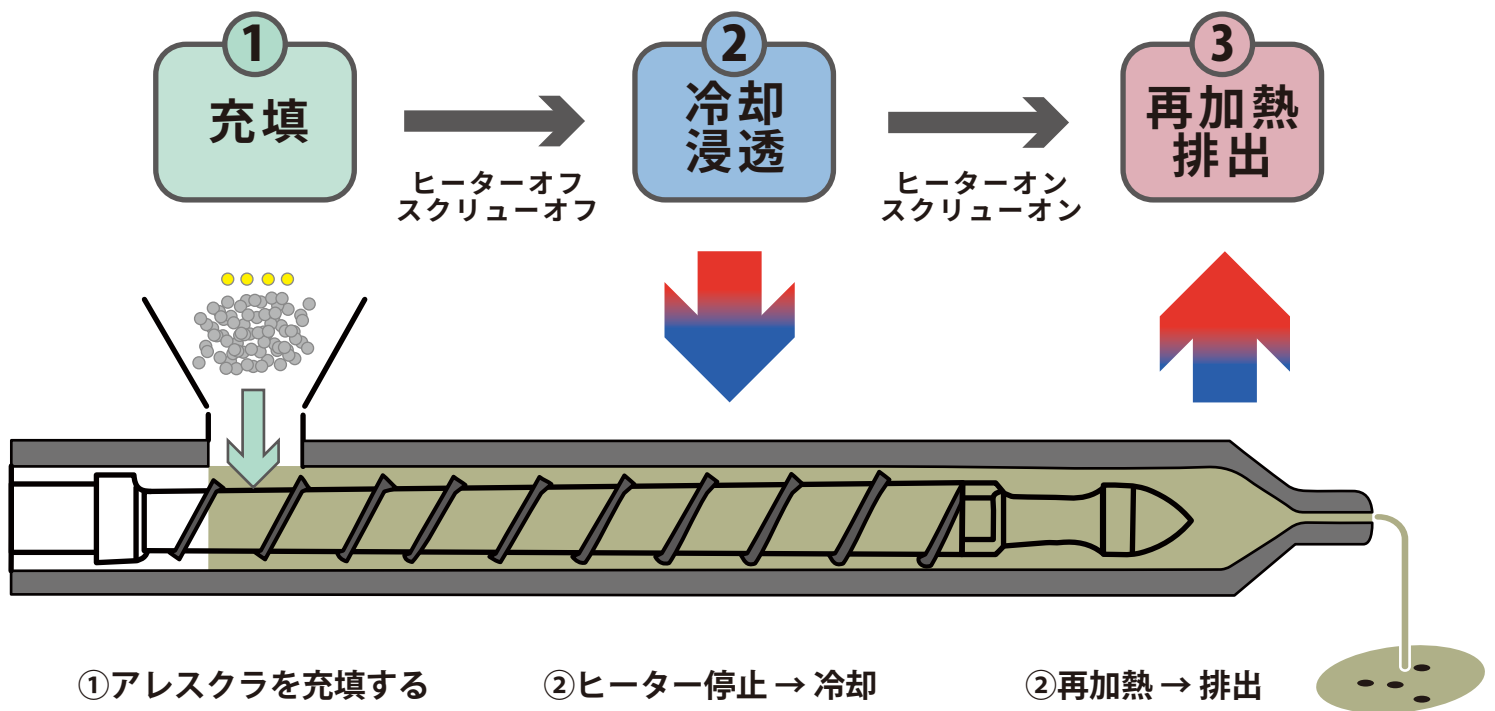 1
充填
ヒーターオフ
スクリューオフ
2
冷却
浸透
ヒーターオン
スクリューオン
3
再加熱
排出
①アレスクラを充填する
②ヒーター停止 → 冷却
②再加熱 → 排出